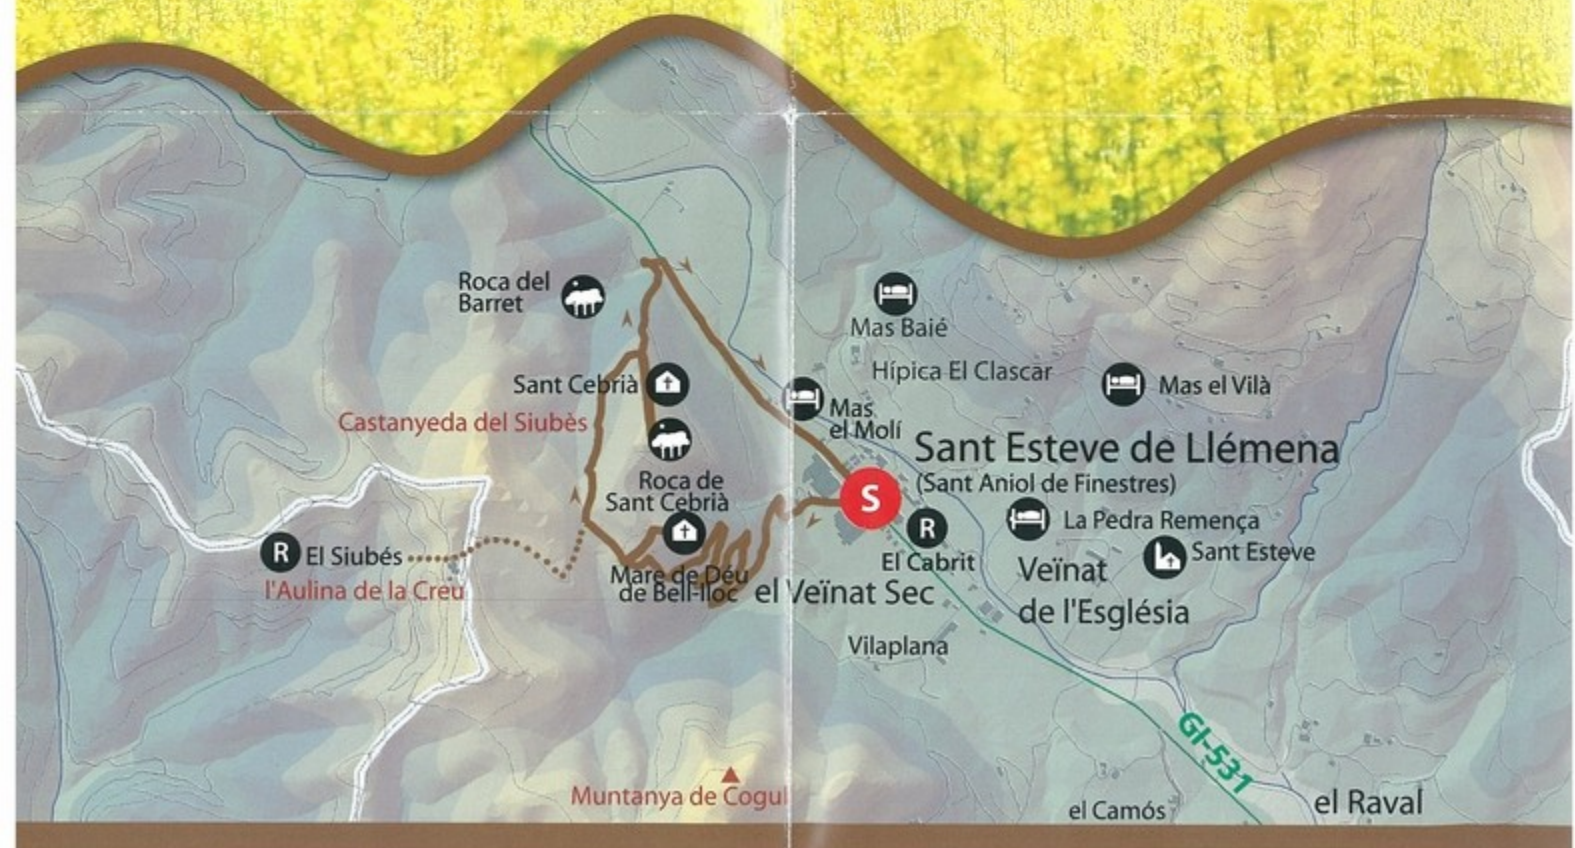 Roca del
Barret
Mas Baié
Hípica El Clascar
Sant Cebrià
Mas el Vilà
Castanyeda del Siubès
Mas
el Molí
Sant Esteve de Llémena
(Sant Aniol de Finestres)
Roca de
Sant Cebrià
S
R
La Pedra Remença
R
El Siubés
El Cabrit
Sant Esteve
l'Aulina de la Creu
Mare de Déu
de Bell-lloc
el Veïnat Sec
Veïnat
de l'Església
Vilaplana
GI-531
Muntanya de Cogul
el Camós
el Raval